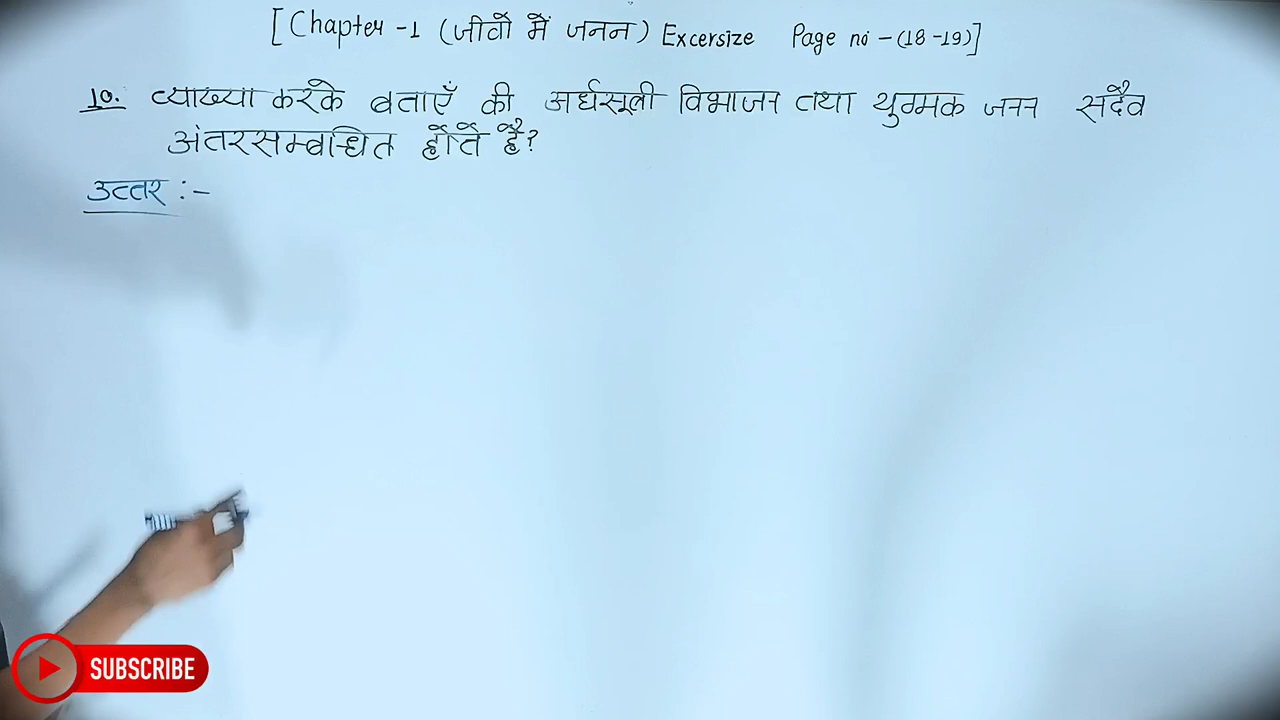 [Chapter -1 (जीवो में जनन) Excersize Page no - (18 -19)]
10. व्याख्या करके बताएँ की अर्धसूत्री विभाजन तथा युग्मक जनन सदैव
अंतरसम्बन्धित होते है?
उत्तर :-
SUBSCRIBE